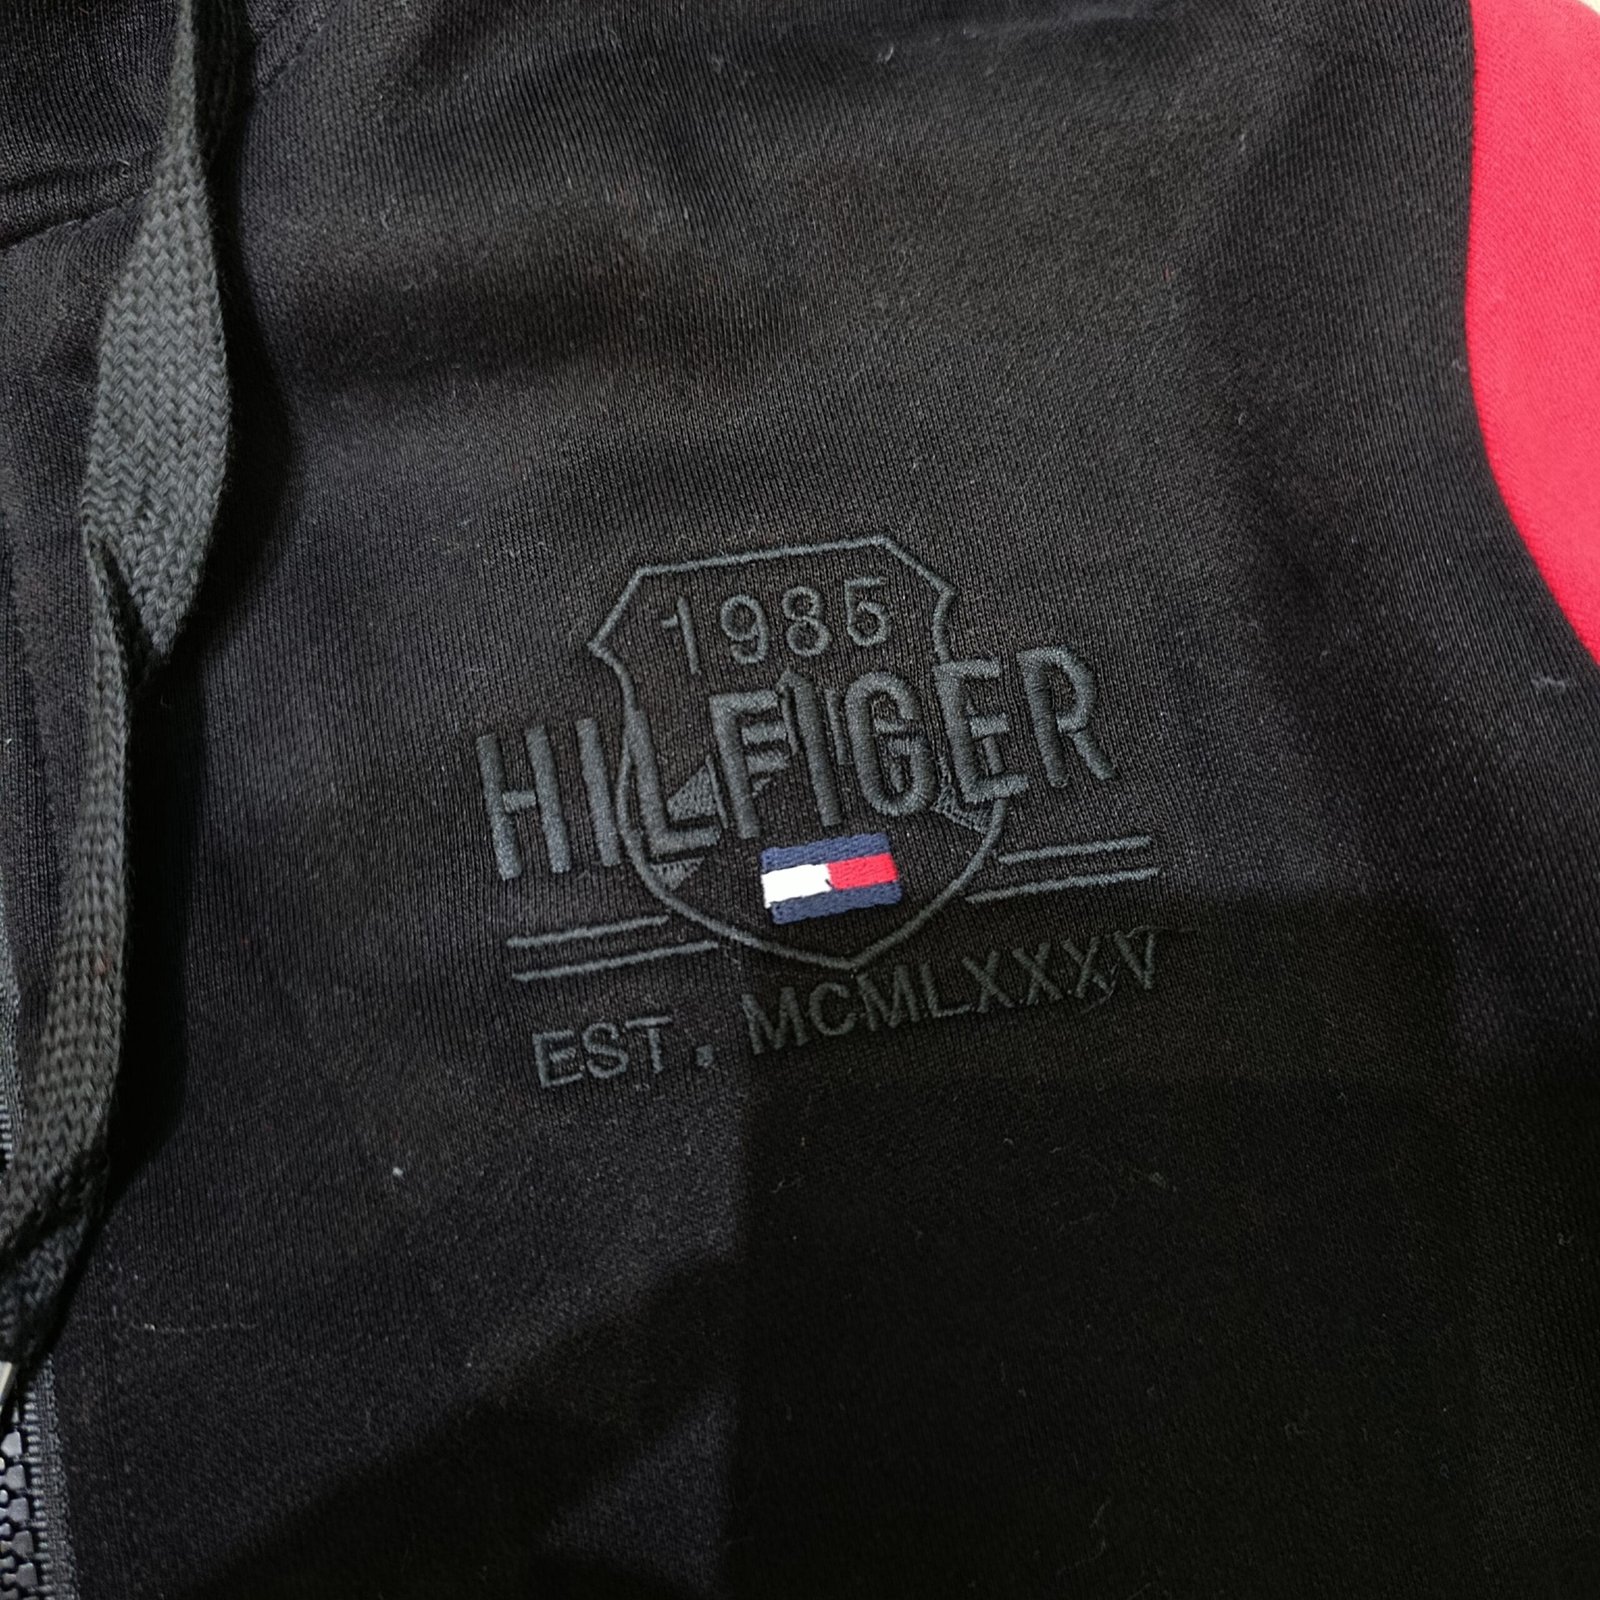 1985
HILFIGER
EST. MCMLXXXV